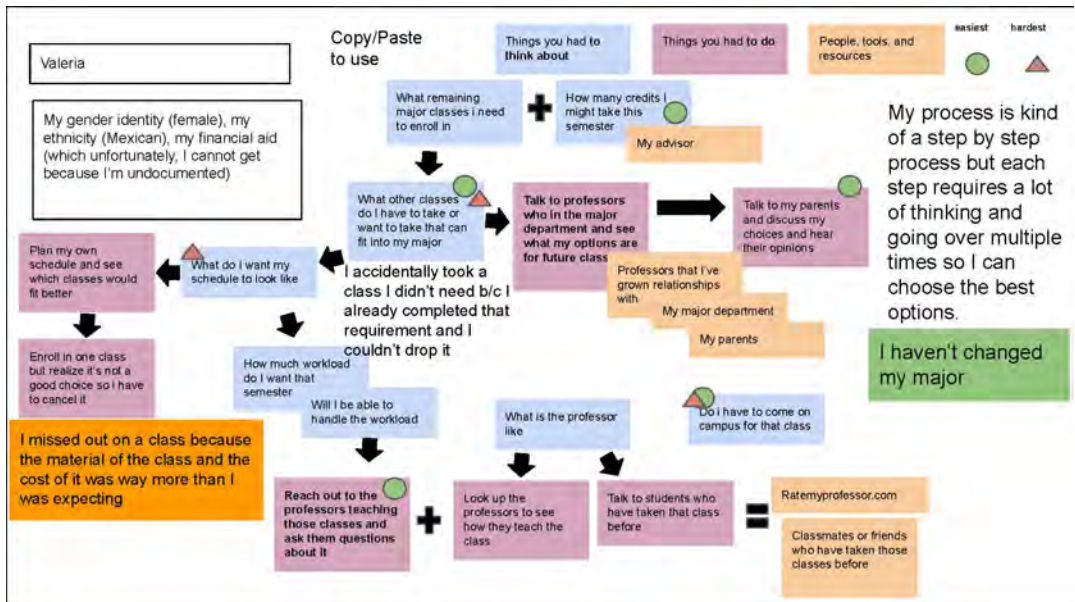 Valeria
My gender identity (female), my
ethnicity (Mexican), my financial aid
(which unfortunately, I cannot get
because I'm undocumented)
Copy/Paste
to use
Things you had to
think about
Things you had to do
People, tools, and
resources
easiest
hardest
What remaining
major classes i need
to enroll in
How many credits I
might take this
semester
My advisor
My process is kind
of a step by step
process but each
step requires a lot
of thinking and
going over multiple
times so I can
choose the best
options.
I haven't changed
my major
What other classes
do I have to take or
want to take that can
fit into my major
Talk to professors
who in the major
department and see
what my options are
for future class
Talk to my parents
and discuss my
choices and hear
their opinions
Professors that I've
grown relationships
with
My major department
My parents
Plan my own
schedule and see
which classes would
fit better
What do I want my
schedule to look like
I accidentally took a
class I didn't need b/c I
already completed that
requirement and I
couldn't drop it
Enroll in one class
but realize it's not a
good choice so i have
to cancel it
How much workload
do I want that
semester
Will I be able to
handle the workload
What is the professor
like
Do i have to come on
campus for that class
I missed out on a class because
the material of the class and the
cost of it was way more than I
was expecting
Reach out to the
professors teaching
those classes and
ask them questions
about it
Look up the
professors to see
how they teach the
class
Talk to students who
have taken that class
before
Ratemyprofessor.com
Classmates or friends
who have taken those
classes before